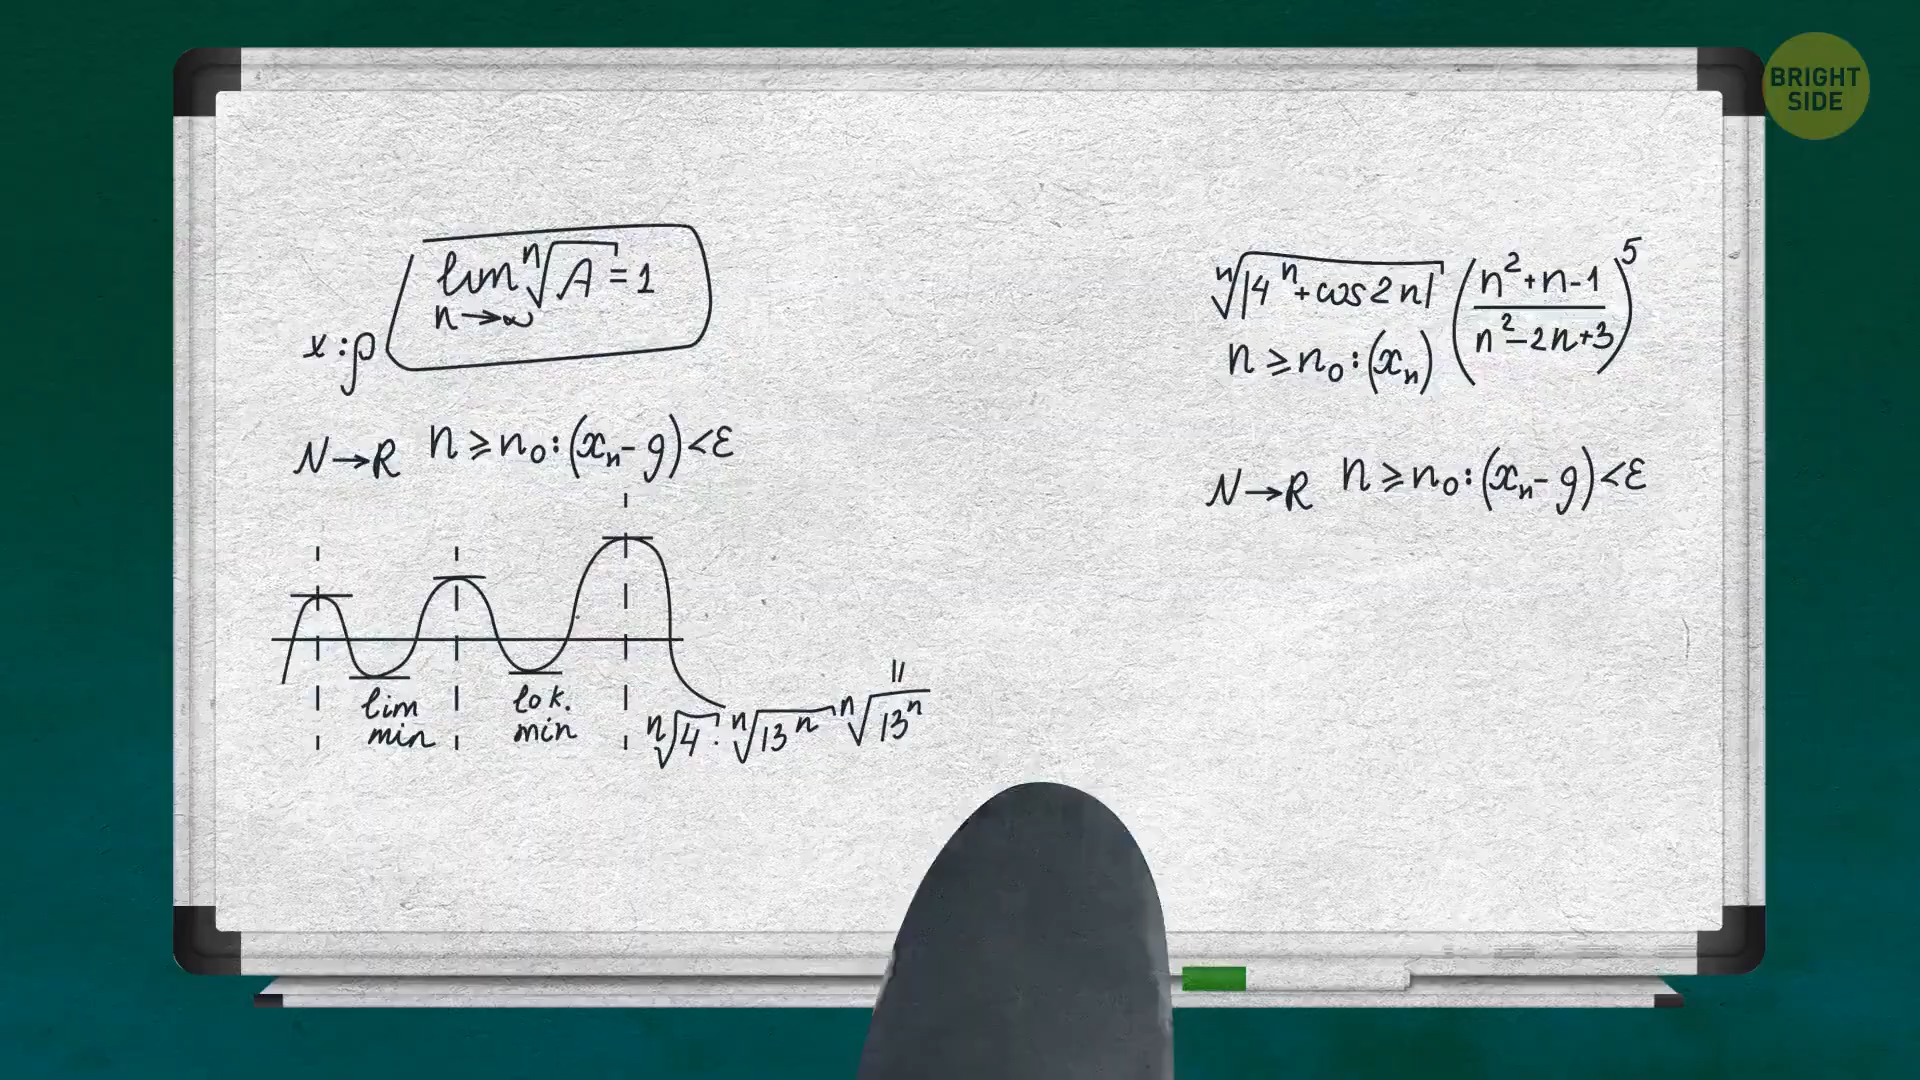 BRIGHT
SIDE
lim ⁿ√A = 1
n→∞
x:ρ
N→R n ≥ n₀: (xₙ - g) < ε
lim
min
lok.
min
ⁿ√4 · ⁿ√13ⁿ ⁿ√13ⁿ
11
ⁿ√|4ⁿ + cos 2n| ((n² + n - 1)/(n² - 2n + 3))⁵
n ≥ n₀: (xₙ)
N→R n ≥ n₀: (xₙ - g) < ε